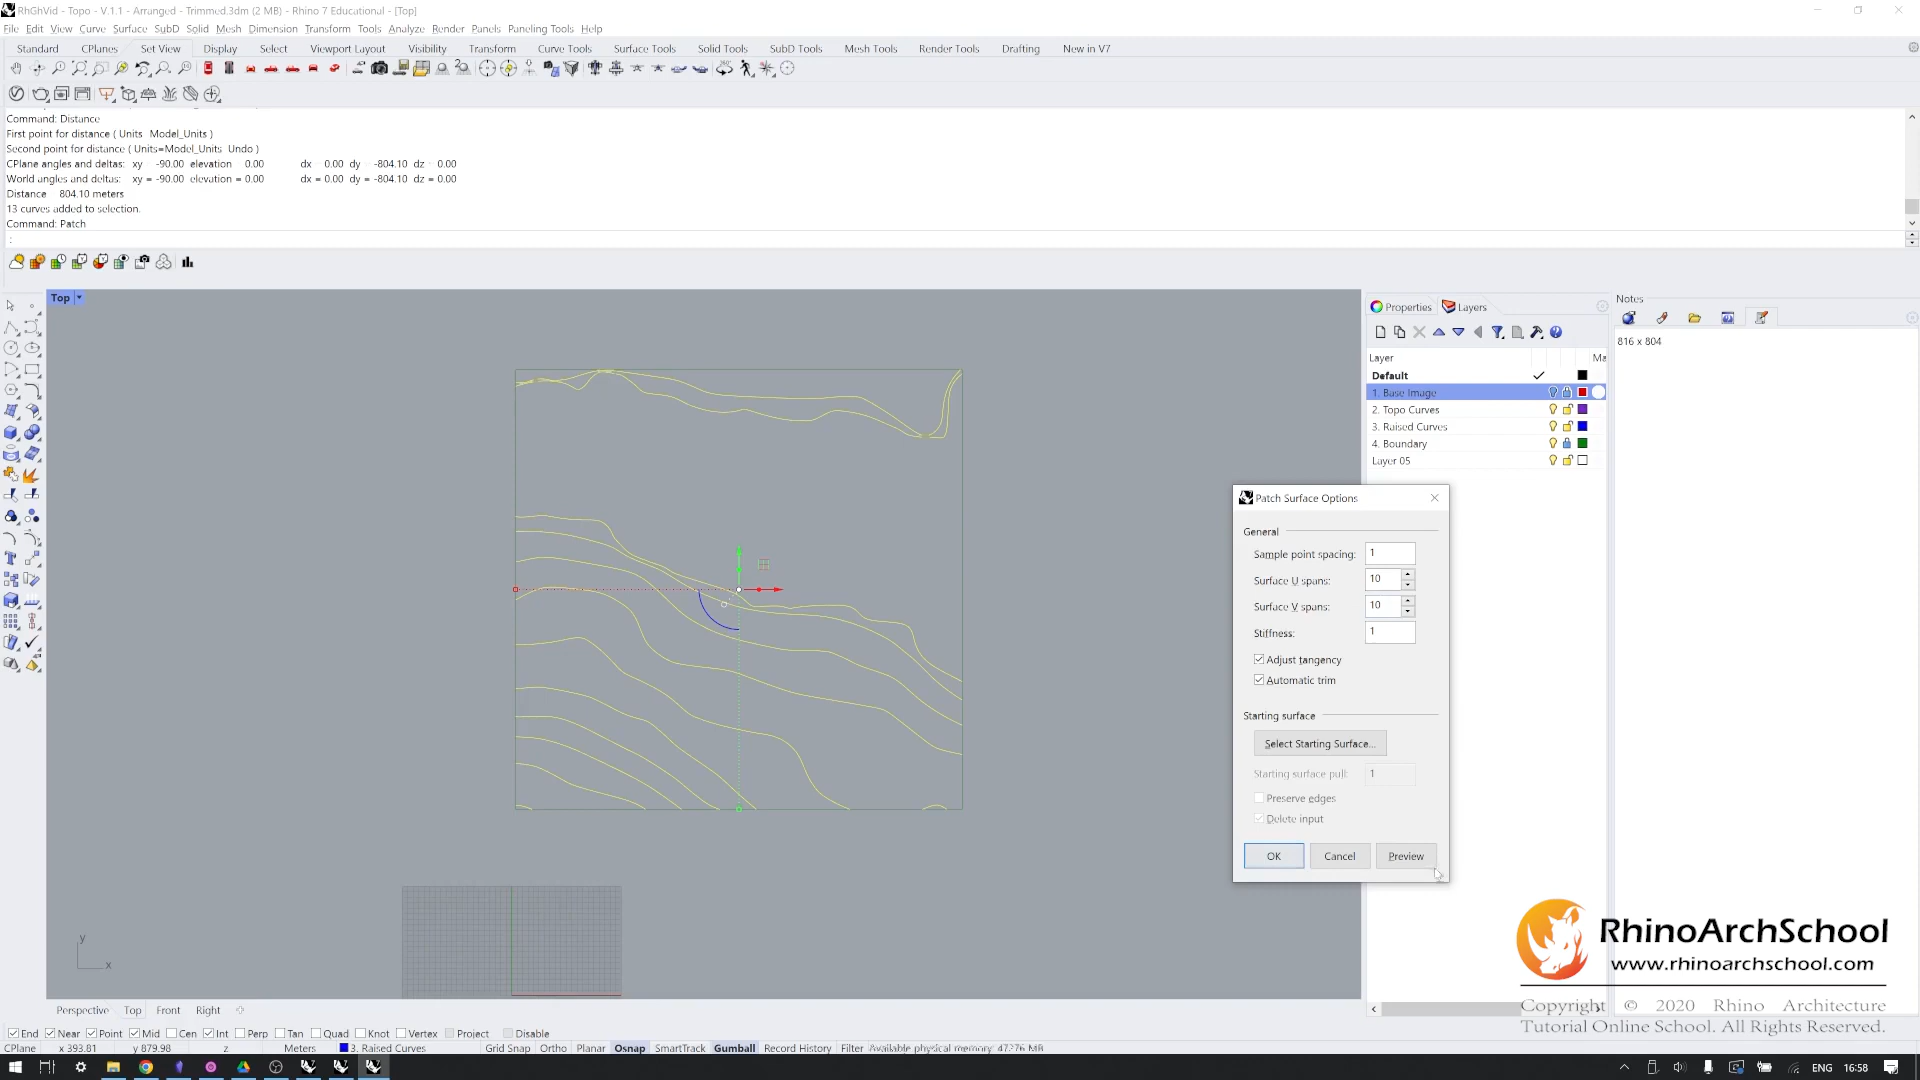 RhGhVid - Topo - V.1.1 - Arranged - Trimmed.3dm (2 MB) - Rhino 7 Educational - [Top]
File Edit View Curve Surface SubD Solid Mesh Dimension Transform Tools Analyze Render Panels Paneling Tools Help
Standard CPlanes Set View Display Select Viewport Layout Visibility Transform Curve Tools Surface Tools Solid Tools SubD Tools Mesh Tools Render Tools Drafting New in V7
Command: Distance
First point for distance ( Units Model_Units )
Second point for distance ( Units=Model_Units Undo )
CPlane angles and deltas: xy -90.00 elevation 0.00 dx 0.00 dy -804.10 dz 0.00
World angles and deltas: xy = -90.00 elevation = 0.00 dx = 0.00 dy = -804.10 dz = 0.00
Distance 804.10 meters
13 curves added to selection.
Command: Patch
:
Top
Properties Layers
Notes
816 x 804
Layer Ma
Default
1. Base Image
2. Topo Curves
3. Raised Curves
4. Boundary
Layer 05
Patch Surface Options
General
Sample point spacing: 1
Surface U spans: 10
Surface V spans: 10
Stiffness: 1
Adjust tangency
Automatic trim
Starting surface
Select Starting Surface...
Starting surface pull: 1
Preserve edges
Delete input
OK Cancel Preview
y
x
RhinoArchSchool
www.rhinoarchschool.com
Copyright © 2020 Rhino Architecture
Tutorial Online School. All Rights Reserved.
Perspective Top Front Right
End Near Point Mid Cen Int Perp Tan Quad Knot Vertex Project Disable
CPlane x 393.81 y 879.98 z Meters 3. Raised Curves Grid Snap Ortho Planar Osnap SmartTrack Gumball Record History Filter Available physical memory: 47276 MB
ENG 16:58